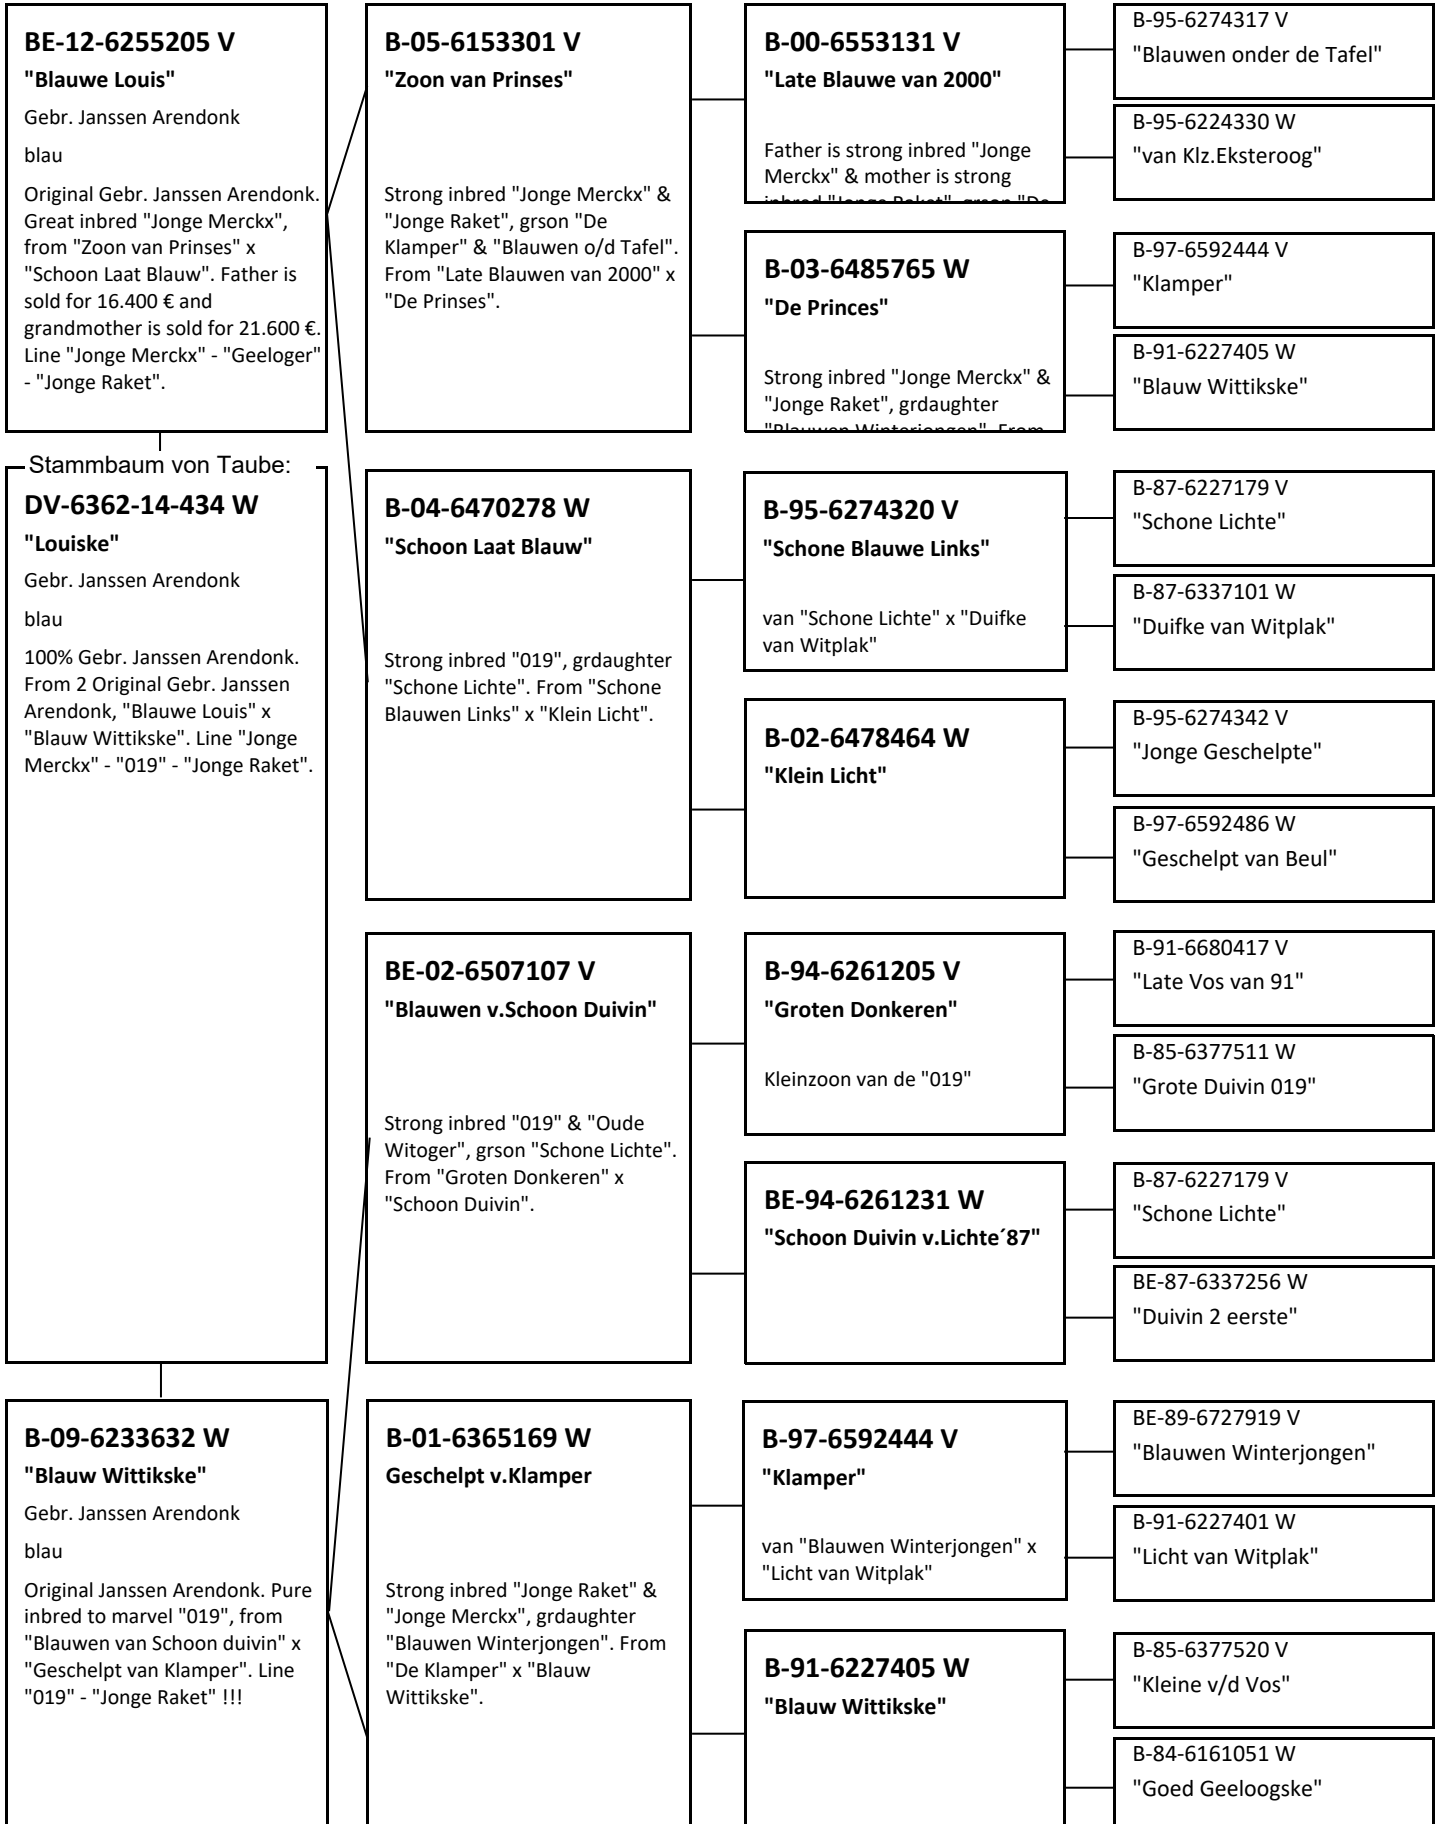 BE-12-6255205 V
"Blauwe Louis"
Gebr. Janssen Arendonk
blau
Original Gebr. Janssen Arendonk.
Great inbred "Jonge Merckx",
from "Zoon van Prinses" x
"Schoon Laat Blauw". Father is
sold for 16.400 € and
grandmother is sold for 21.600 €.
Line "Jonge Merckx" - "Geeloger"
- "Jonge Raket".
Stammbaum von Taube:
DV-6362-14-434 W
"Louiske"
Gebr. Janssen Arendonk
blau
100% Gebr. Janssen Arendonk.
From 2 Original Gebr. Janssen
Arendonk, "Blauwe Louis" x
"Blauw Wittikske". Line "Jonge
Merckx" - "019" - "Jonge Raket".
B-09-6233632 W
"Blauw Wittikske"
Gebr. Janssen Arendonk
blau
Original Janssen Arendonk. Pure
inbred to marvel "019", from
"Blauwen van Schoon duivin" x
"Geschelpt van Klamper". Line
"019" - "Jonge Raket" !!!
B-05-6153301 V
"Zoon van Prinses"
Strong inbred "Jonge Merckx" &
"Jonge Raket", grson "De
Klamper" & "Blauwen o/d Tafel".
From "Late Blauwen van 2000" x
"De Prinses".
B-04-6470278 W
"Schoon Laat Blauw"
Strong inbred "019", grdaughter
"Schone Lichte". From "Schone
Blauwen Links" x "Klein Licht".
BE-02-6507107 V
"Blauwen v.Schoon Duivin"
Strong inbred "019" & "Oude
Witoger", grson "Schone Lichte".
From "Groten Donkeren" x
"Schoon Duivin".
B-01-6365169 W
Geschelpt v.Klamper
Strong inbred "Jonge Raket" &
"Jonge Merckx", grdaughter
"Blauwen Winterjongen". From
"De Klamper" x "Blauw
Wittikske".
B-00-6553131 V
"Late Blauwe van 2000"
Father is strong inbred "Jonge
Merckx" & mother is strong
inbred "Jonge Raket", grson "De
B-03-6485765 W
"De Princes"
Strong inbred "Jonge Merckx" &
"Jonge Raket", grdaughter
"Blauwen Winterjongen". From
B-95-6274320 V
"Schone Blauwe Links"
van "Schone Lichte" x "Duifke
van Witplak"
B-02-6478464 W
"Klein Licht"
B-94-6261205 V
"Groten Donkeren"
Kleinzoon van de "019"
BE-94-6261231 W
"Schoon Duivin v.Lichte´87"
B-97-6592444 V
"Klamper"
van "Blauwen Winterjongen" x
"Licht van Witplak"
B-91-6227405 W
"Blauw Wittikske"
B-95-6274317 V
"Blauwen onder de Tafel"
B-95-6224330 W
"van Klz.Eksteroog"
B-97-6592444 V
"Klamper"
B-91-6227405 W
"Blauw Wittikske"
B-87-6227179 V
"Schone Lichte"
B-87-6337101 W
"Duifke van Witplak"
B-95-6274342 V
"Jonge Geschelpte"
B-97-6592486 W
"Geschelpt van Beul"
B-91-6680417 V
"Late Vos van 91"
B-85-6377511 W
"Grote Duivin 019"
B-87-6227179 V
"Schone Lichte"
BE-87-6337256 W
"Duivin 2 eerste"
BE-89-6727919 V
"Blauwen Winterjongen"
B-91-6227401 W
"Licht van Witplak"
B-85-6377520 V
"Kleine v/d Vos"
B-84-6161051 W
"Goed Geeloogske"